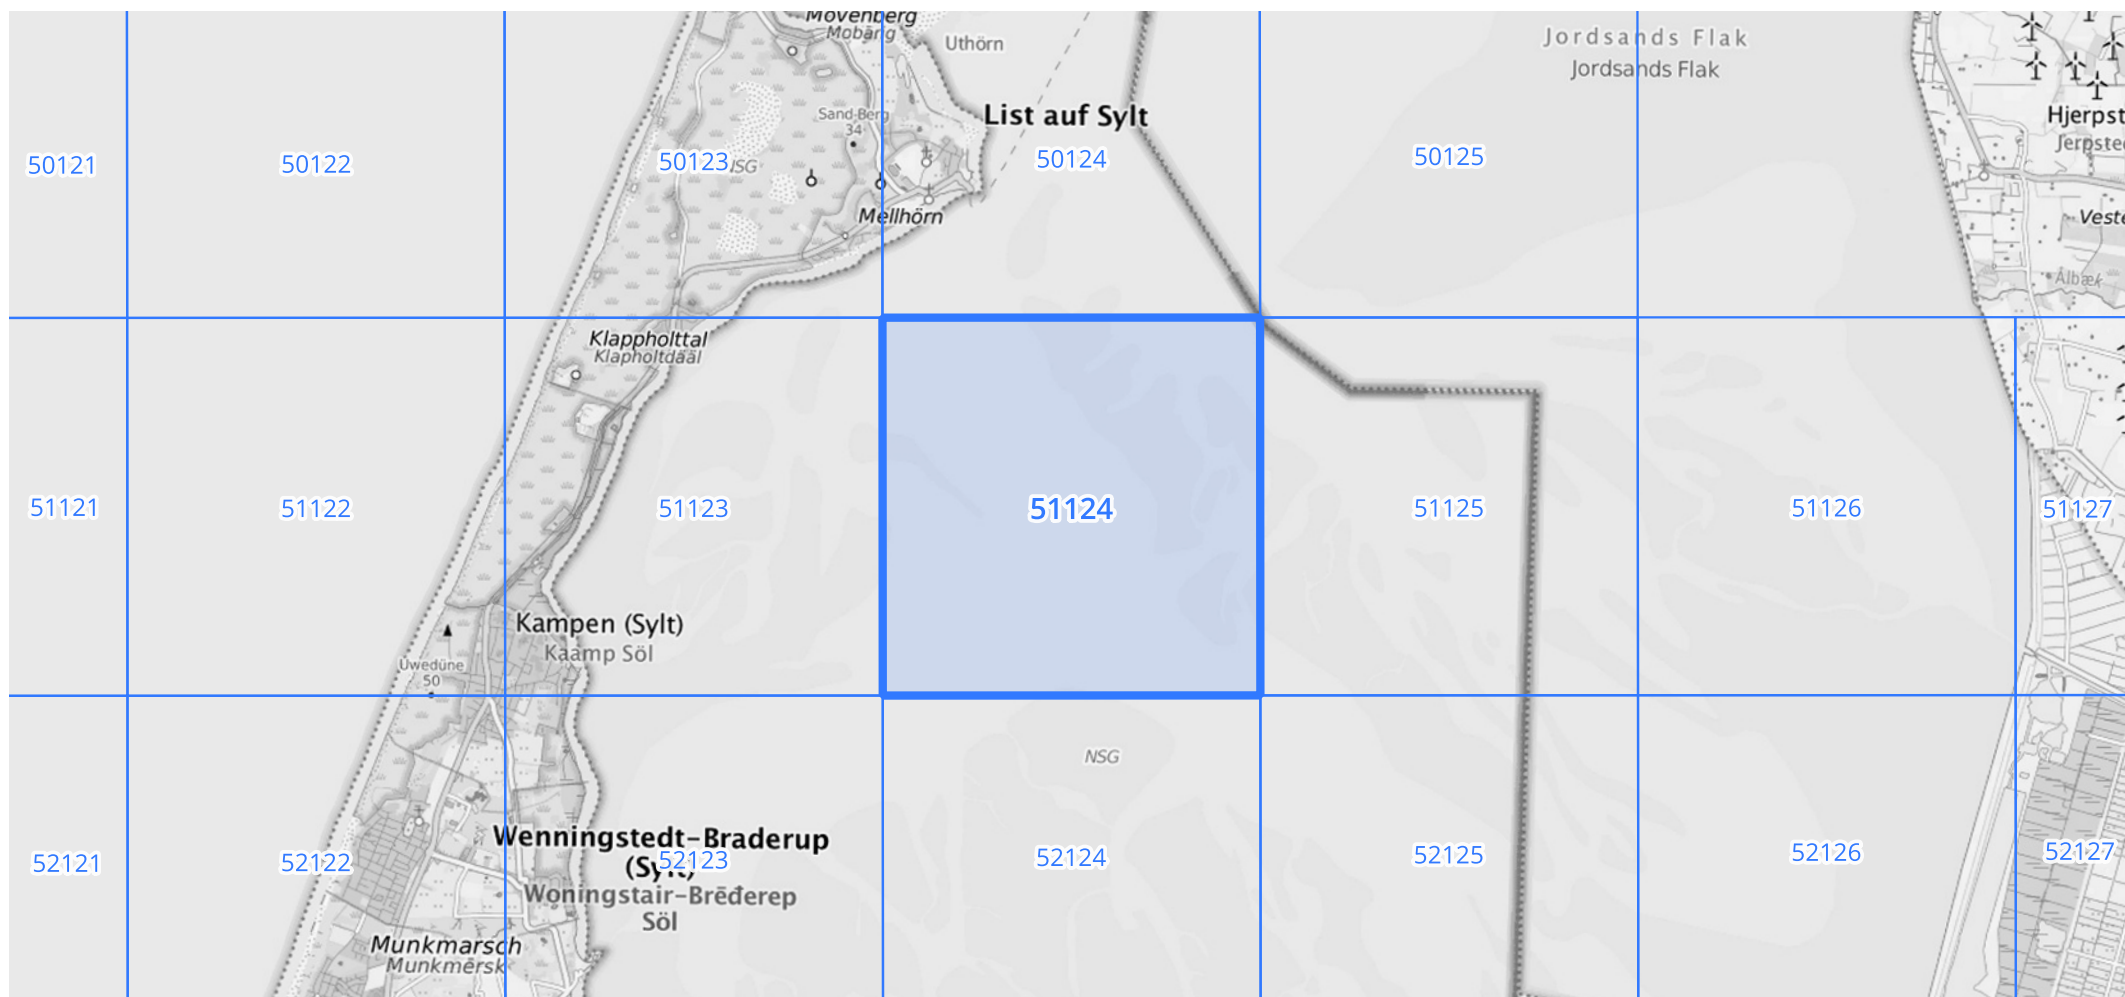 Mövenberg
Mobärg
Uthörn
Jordsands Flak
Jordsands Flak
Sand-Berg
34
List auf Sylt
Hjerpst
Jerpste
50121
50122
50123
NSG
50124
50125
Mellhörn
Veste
Ålbæk
Klappholttal
Klapholtdääl
51121
51122
51123
51124
51125
51126
51127
Kampen (Sylt)
Kaamp Söl
Uwedüne
50
NSG
Wenningstedt-Braderup
(Sylt)
52121
52122
52123
52124
52125
52126
52127
Woningstair-Brēđerep
Söl
Munkmarsch
Munkmērsk